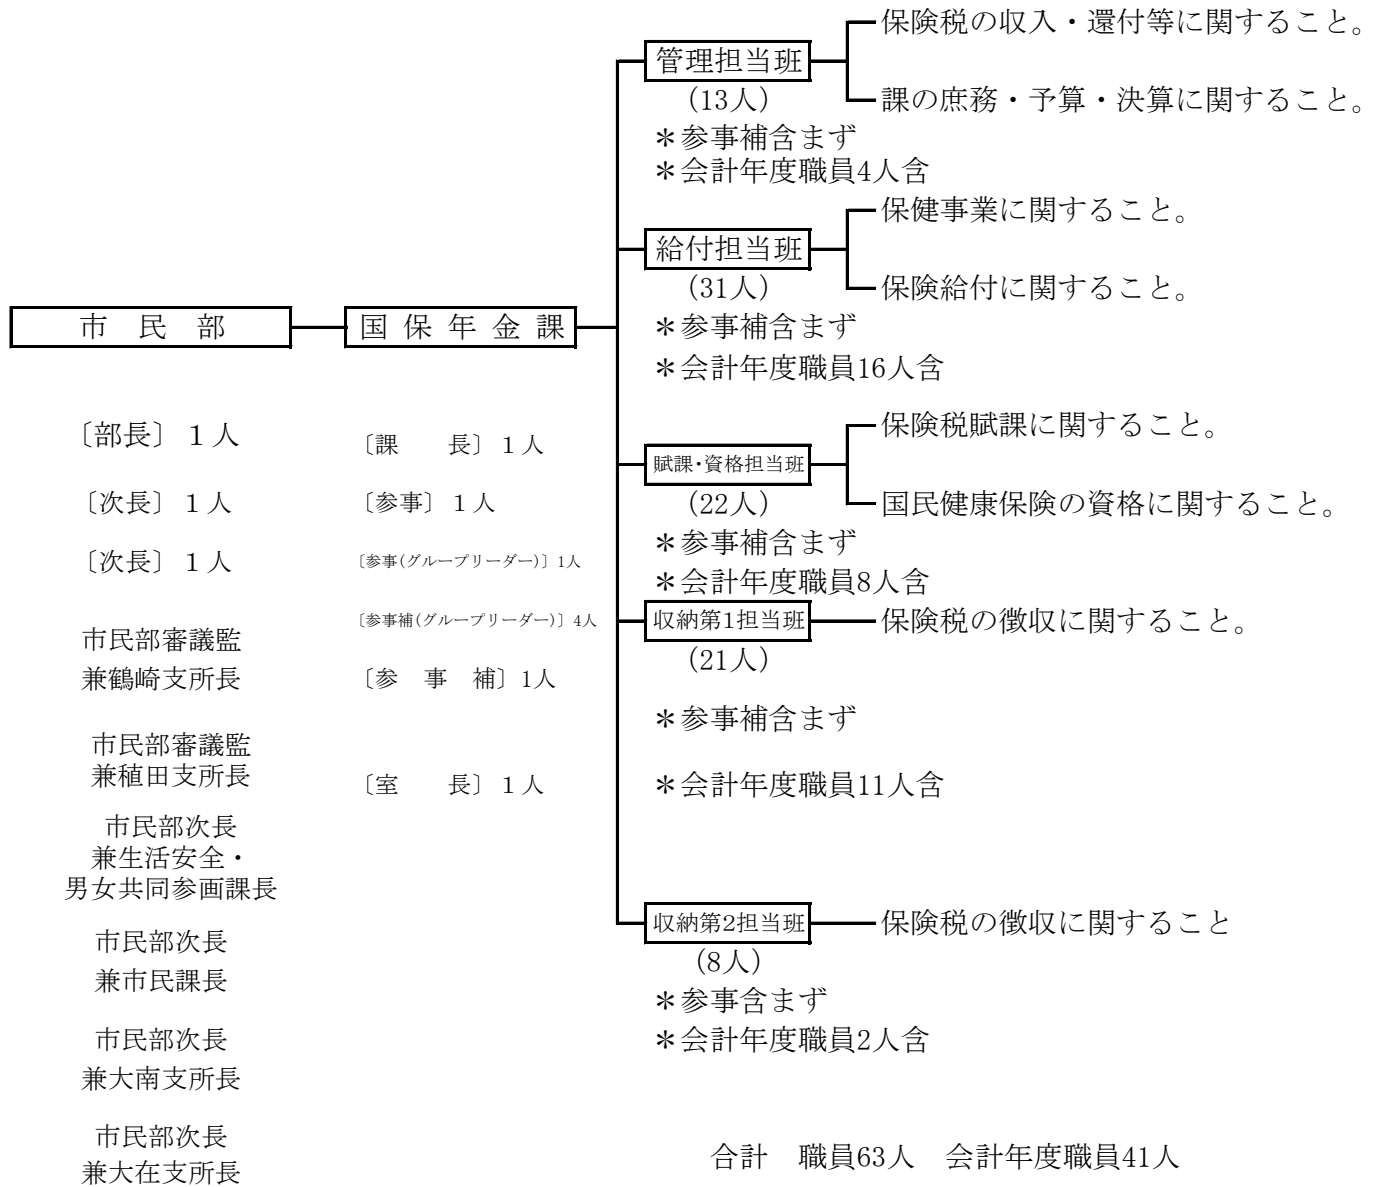 市民部
〔部長〕１人
〔次長〕１人
〔次長〕１人
市民部審議監
兼鶴崎支所長
市民部審議監
兼稙田支所長
市民部次長
兼生活安全・
男女共同参画課長
市民部次長
兼市民課長
市民部次長
兼大南支所長
市民部次長
兼大在支所長
国保年金課
〔課　　長〕１人
〔参事〕１人
〔参事(グループリーダー)〕1人
〔参事補(グループリーダー)〕4人
〔参　事　補〕1人
〔室　　長〕１人
管理担当班
(13人)
＊参事補含まず
＊会計年度職員4人含
保険税の収入・還付等に関すること。
課の庶務・予算・決算に関すること。
給付担当班
(31人)
＊参事補含まず
＊会計年度職員16人含
保健事業に関すること。
保険給付に関すること。
賦課・資格担当班
(22人)
＊参事補含まず
＊会計年度職員8人含
保険税賦課に関すること。
国民健康保険の資格に関すること。
収納第1担当班
(21人)
＊参事補含まず
＊会計年度職員11人含
保険税の徴収に関すること。
収納第2担当班
(8人)
＊参事含まず
＊会計年度職員2人含
保険税の徴収に関すること
合計　職員63人　会計年度職員41人